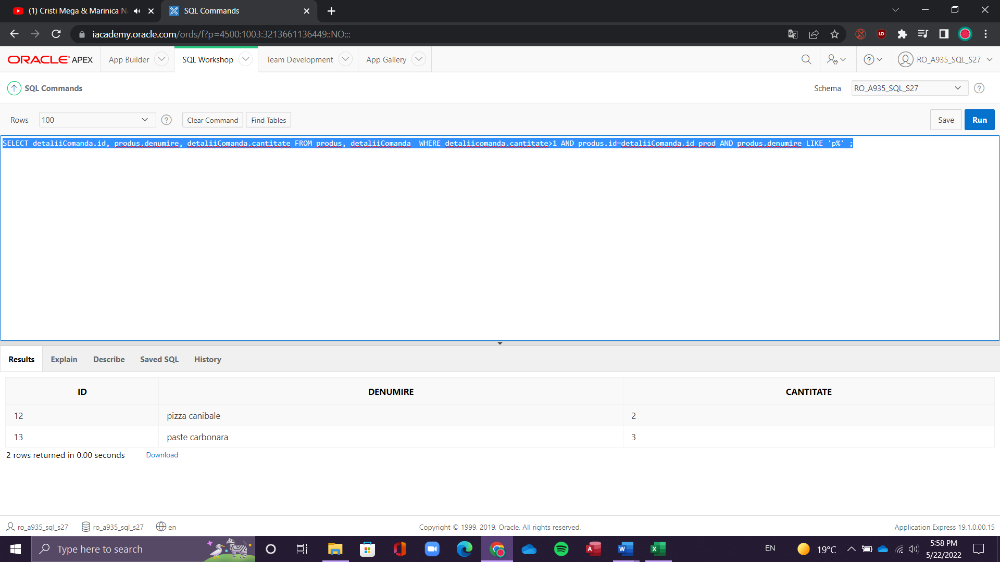 (1) Cristi Mega & Marinica N
SQL Commands
iacademy.oracle.com/ords/f?p=4500:1003:3213661136449::NO:::
ORACLE APEX
App Builder
SQL Workshop
Team Development
App Gallery
RO_A935_SQL_S27
SQL Commands
Schema
RO_A935_SQL_S27
Rows
100
Clear Command
Find Tables
Save
Run
SELECT detaliiComanda.id, produs.denumire, detaliiComanda.cantitate FROM produs, detaliiComanda  WHERE detaliicomanda.cantitate>1 AND produs.id=detaliiComanda.id_prod AND produs.denumire LIKE 'p%' ;
Results
Explain
Describe
Saved SQL
History
ID DENUMIRE CANTITATE
12 pizza canibale 2
13 paste carbonara 3
2 rows returned in 0.00 seconds
Download
ro_a935_sql_s27
ro_a935_sql_s27
en
Copyright © 1999, 2019, Oracle. All rights reserved.
Application Express 19.1.0.00.15
Type here to search
EN
19°C
5:58 PM
5/22/2022